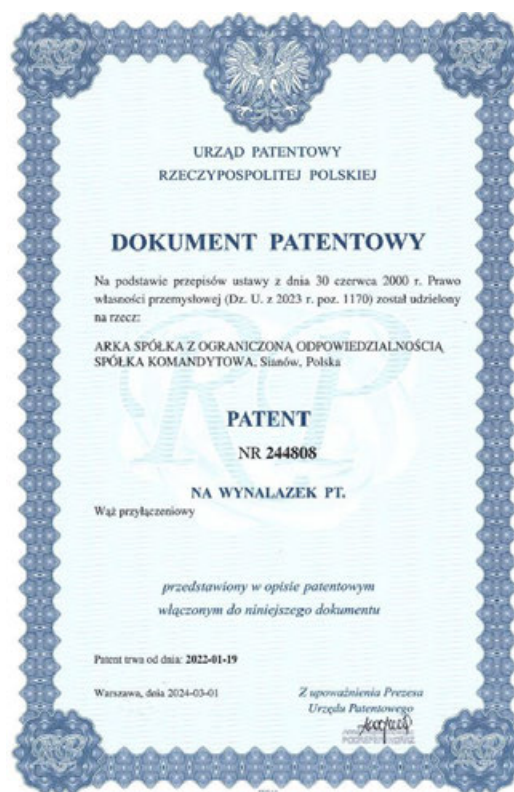 URZĄD PATENTOWY
RZECZYPOSPOLITEJ POLSKIEJ
DOKUMENT PATENTOWY
Na podstawie przepisów ustawy z dnia 30 czerwca 2000 r. Prawo
własności przemysłowej (Dz. U. z 2023 r. poz. 1170) został udzielony
na rzecz:
ARKA SPÓŁKA Z OGRANICZONĄ ODPOWIEDZIALNOŚCIĄ
SPÓŁKA KOMANDYTOWA, Sianów, Polska
RP
PATENT
NR 244808
NA WYNALAZEK PT.
Wąż przyłączeniowy
przedstawiony w opisie patentowym
włączonym do niniejszego dokumentu
Patent trwa od dnia: 2022-01-19
Warszawa, dnia 2024-03-01
Z upoważnienia Prezesa
Urzędu Patentowego